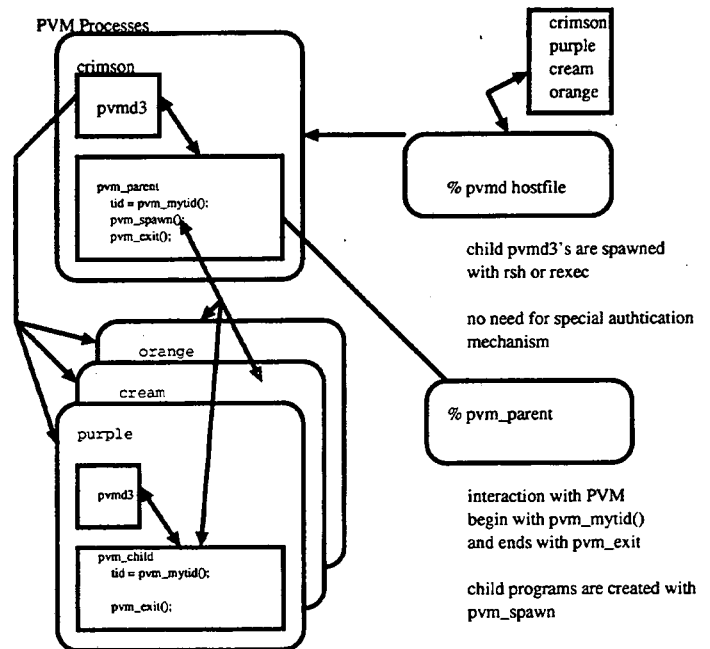 PVM Processes
crimson
pvmd3
pvm_parent
tid = pvm_mytid();
pvm_spawn();
pvm_exit();
orange
cream
purple
pvmd3
pvm_child
tid = pvm_mytid();
pvm_exit();
crimson
purple
cream
orange
% pvmd hostfile
child pvmd3's are spawned
with rsh or rexec
no need for special authtication
mechanism
% pvm_parent
interaction with PVM
begin with pvm_mytid()
and ends with pvm_exit
child programs are created with
pvm_spawn